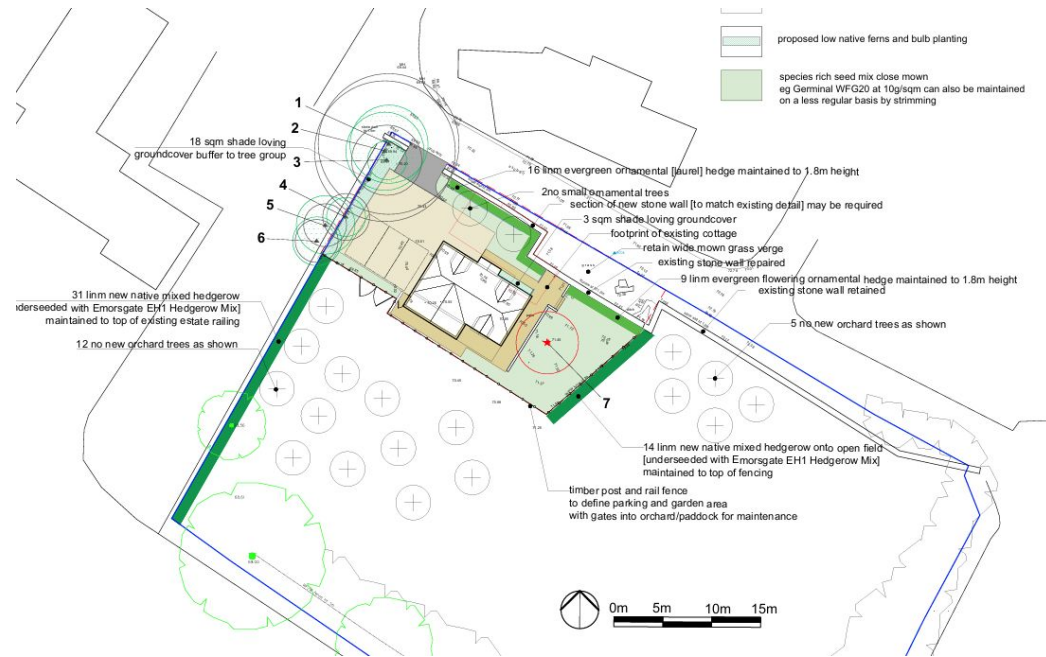 proposed low native ferns and bulb planting
species rich seed mix close mown
eg Germinal WFG20 at 10g/sqm can also be maintained
on a less regular basis by strimming
1
2
18 sqm shade loving
groundcover buffer to tree group
3
4
5
6
16 linm evergreen ornamental [laurel] hedge maintained to 1.8m height
2no small ornamental trees
section of new stone wall [to match existing detail] may be required
3 sqm shade loving groundcover
footprint of existing cottage
retain wide mown grass verge
existing stone wall repaired
9 linm evergreen flowering ornamental hedge maintained to 1.8m height
existing stone wall retained
31 linm new native mixed hedgerow
nderseeded with Emorsgate EH1 Hedgerow Mix]
maintained to top of existing estate railing
12 no new orchard trees as shown
5 no new orchard trees as shown
7
14 linm new native mixed hedgerow onto open field
[underseeded with Emorsgate EH1 Hedgerow Mix]
maintained to top of fencing
timber post and rail fence
to define parking and garden area
with gates into orchard/paddock for maintenance
0m 5m 10m 15m